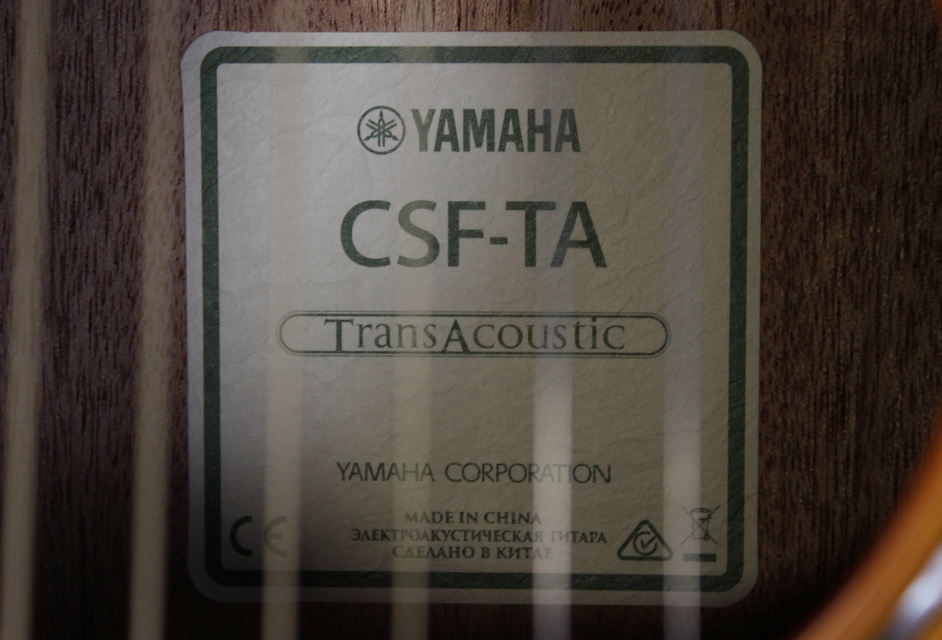 YAMAHA
CSF-TA
TransAcoustic
YAMAHA CORPORATION
MADE IN CHINA
ЭЛЕКТРОАКУСТИЧЕСКАЯ ГИТАРА
СДЕЛАНО В КИТАЕ
CE